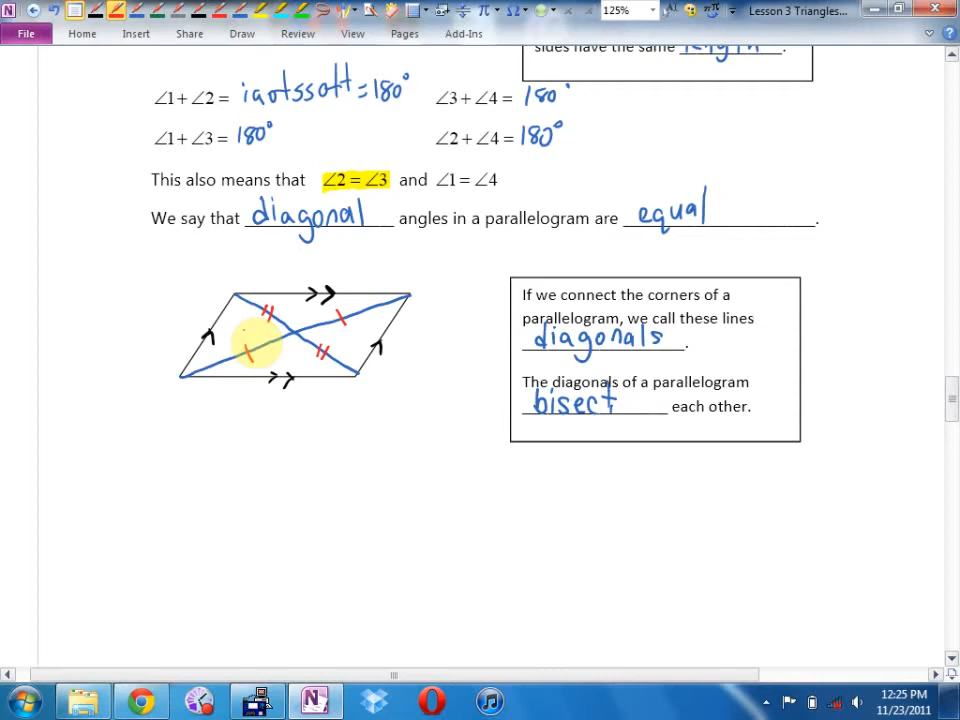 125%
Lesson 3 Triangles...
File Home Insert Share Draw Review View Pages Add-Ins
sides have the same length.
∠1 + ∠2 = iaotssott = 180° ∠3 + ∠4 = 180°
∠1 + ∠3 = 180° ∠2 + ∠4 = 180°
This also means that ∠2 = ∠3 and ∠1 = ∠4
We say that diagonal angles in a parallelogram are equal.
If we connect the corners of a
parallelogram, we call these lines
diagonals.
The diagonals of a parallelogram
bisect each other.
12:25 PM
11/23/2011